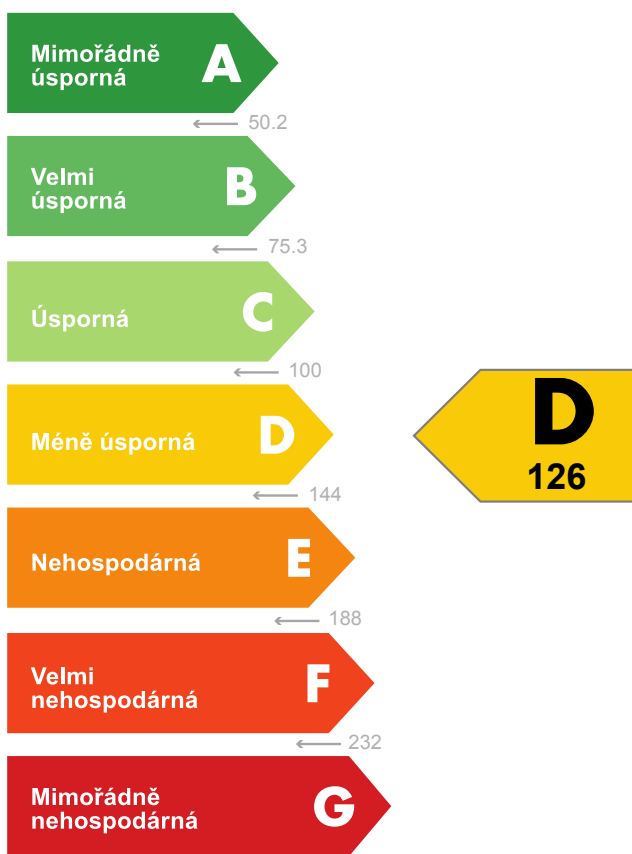 Mimořádně
úsporná
A
← 50.2
Velmi
úsporná
B
← 75.3
Úsporná
C
← 100
Méně úsporná
D
D
126
← 144
Nehospodárná
E
← 188
Velmi
nehospodárná
F
← 232
Mimořádně
nehospodárná
G